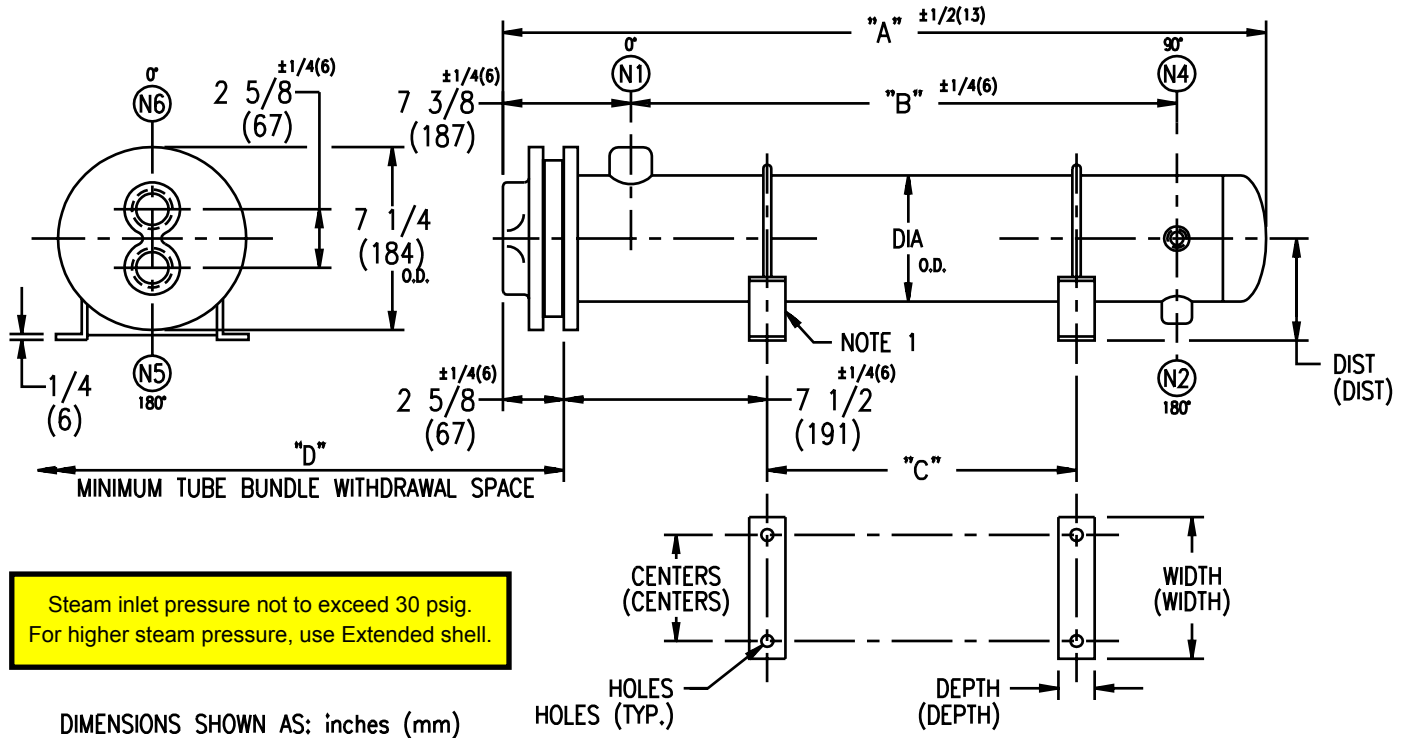 "A" ±1/2(13)
0°
N1
90°
N4
0°
N6
2 5/8 ±1/4(6)
(67)
7 3/8 ±1/4(6)
(187)
"B" ±1/4(6)
7 1/4
(184)
O.D.
DIA
O.D.
NOTE 1
DIST
(DIST)
1/4
(6)
N5
180°
2 5/8 ±1/4(6)
(67)
7 1/2 ±1/4(6)
(191)
N2
180°
"D"
MINIMUM TUBE BUNDLE WITHDRAWAL SPACE
"C"
CENTERS
(CENTERS)
WIDTH
(WIDTH)
Steam inlet pressure not to exceed 30 psig.
For higher steam pressure, use Extended shell.
HOLES
HOLES (TYP.)
DEPTH
(DEPTH)
DIMENSIONS SHOWN AS: inches (mm)